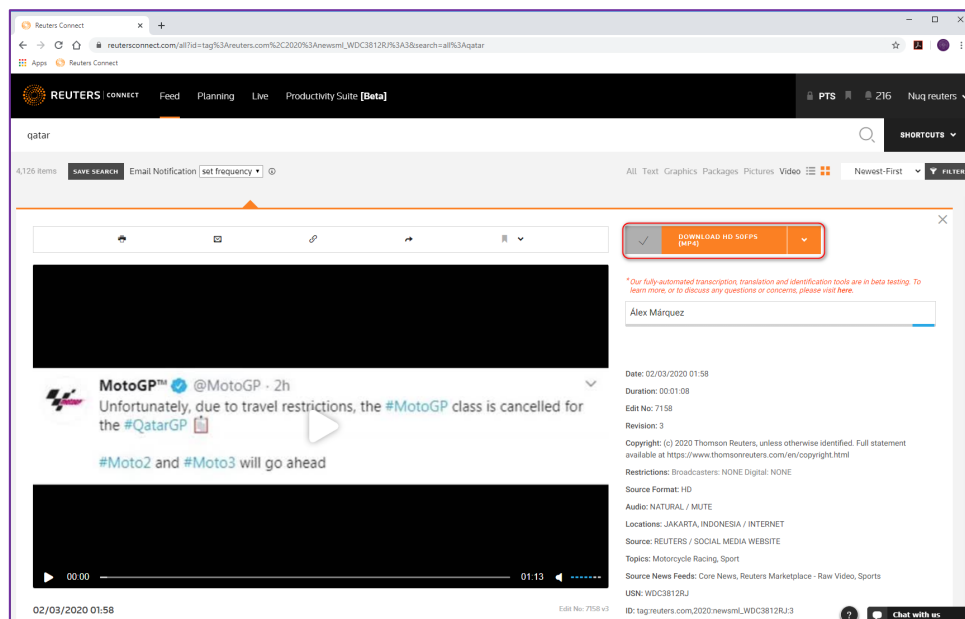 Reuters Connect
reutersconnect.com/all?id=tag%3Areuters.com%2C2020%3Anewsml_WDC3812RJ%3A3&search=all%3Aqatar
Apps Reuters Connect
REUTERS CONNECT Feed Planning Live Productivity Suite [Beta] PTS 216 Nuq reuters
qatar SHORTCUTS
4,126 items SAVE SEARCH Email Notification set frequency All Text Graphics Packages Pictures Video Newest-First FILTER
DOWNLOAD HD 50FPS
(MP4)
*Our fully-automated transcription, translation and identification tools are in beta testing. To
learn more, or to discuss any questions or concerns, please visit here.
Álex Márquez
MotoGP™ @MotoGP · 2h
Unfortunately, due to travel restrictions, the #MotoGP class is cancelled for
the #QatarGP
#Moto2 and #Moto3 will go ahead
00:00 01:13
02/03/2020 01:58 Edit No: 7158 v3
Date: 02/03/2020 01:58
Duration: 00:01:08
Edit No: 7158
Revision: 3
Copyright: (c) 2020 Thomson Reuters, unless otherwise identified. Full statement
available at https://www.thomsonreuters.com/en/copyright.html
Restrictions: Broadcasters: NONE Digital: NONE
Source Format: HD
Audio: NATURAL / MUTE
Locations: JAKARTA, INDONESIA / INTERNET
Source: REUTERS / SOCIAL MEDIA WEBSITE
Topics: Motorcycle Racing, Sport
Source News Feeds: Core News, Reuters Marketplace - Raw Video, Sports
USN: WDC3812RJ
ID: tag:reuters.com,2020:newsml_WDC3812RJ:3
? Chat with us